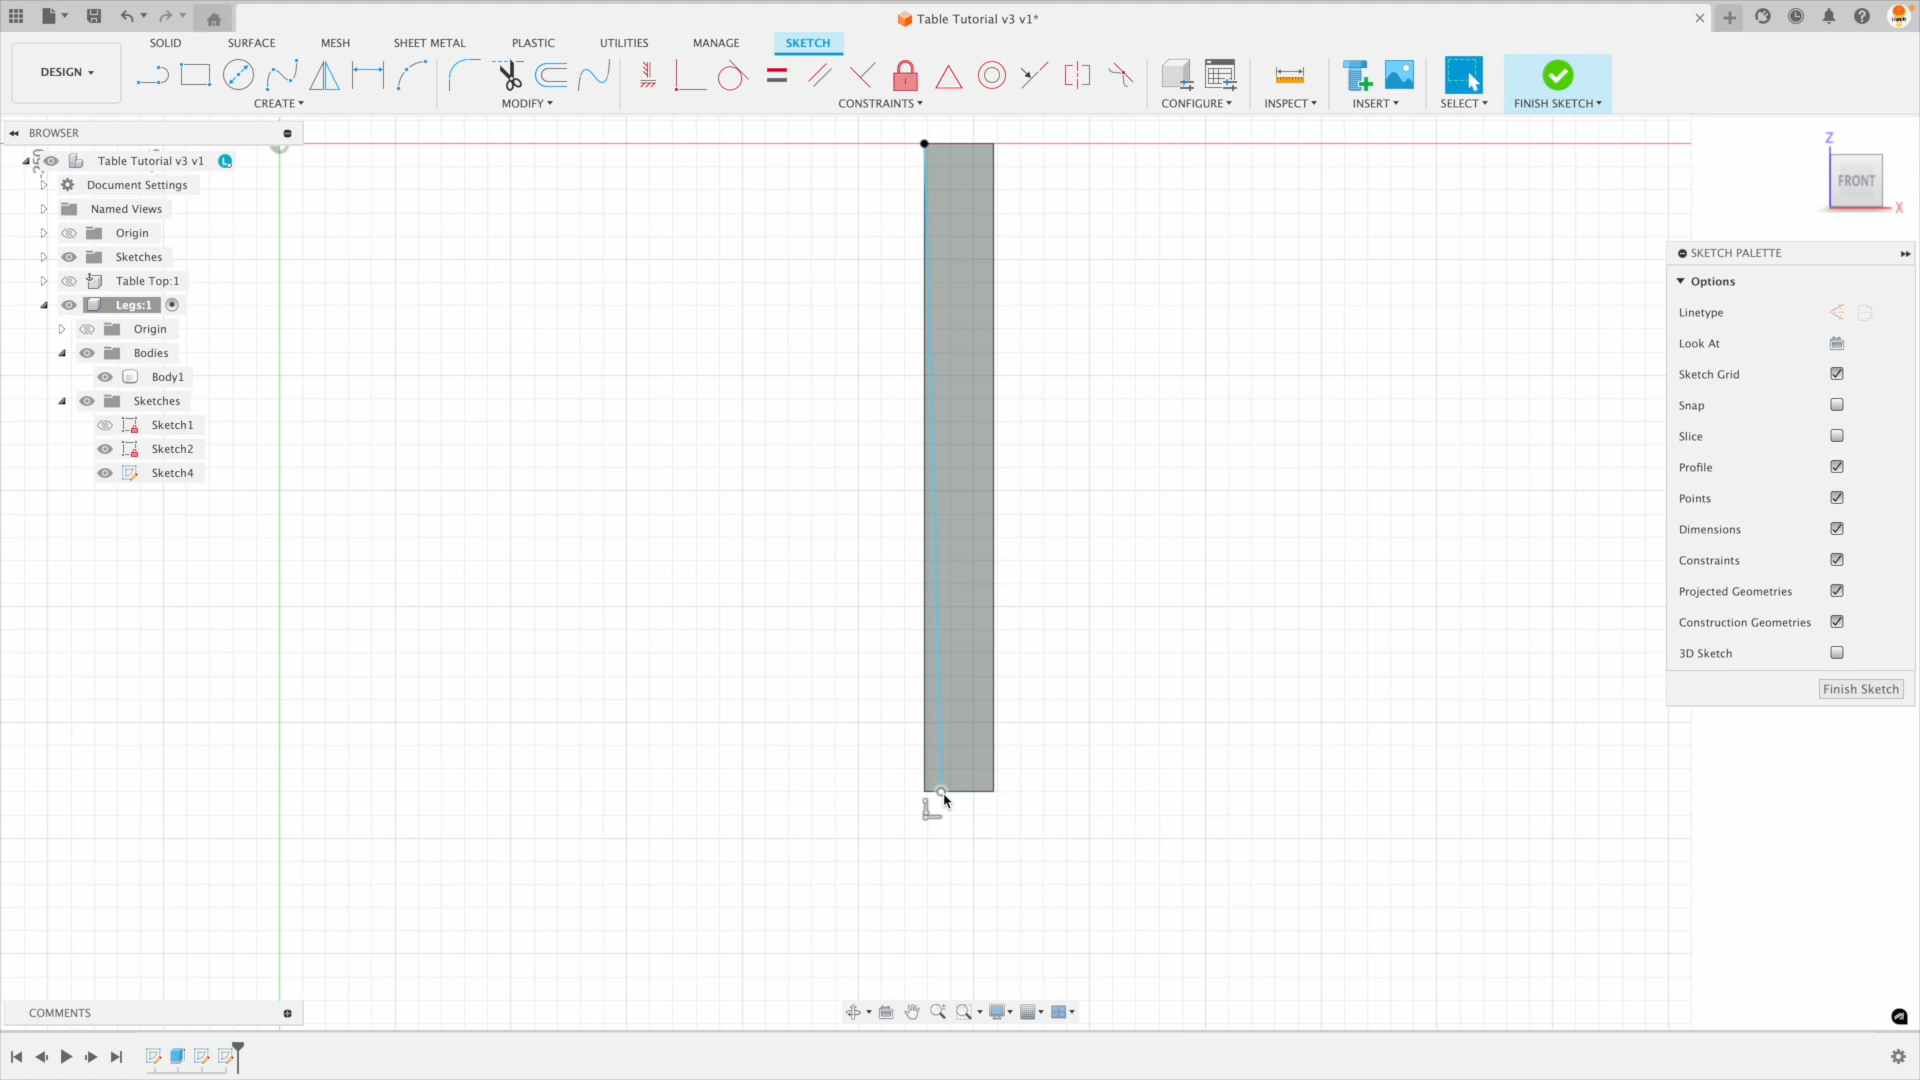 Table Tutorial v3 v1*
SOLID SURFACE MESH SHEET METAL PLASTIC UTILITIES MANAGE SKETCH
DESIGN
CREATE MODIFY CONSTRAINTS CONFIGURE INSPECT INSERT SELECT FINISH SKETCH
BROWSER
Table Tutorial v3 v1
Document Settings
Named Views
Origin
Sketches
Table Top:1
Legs:1
Origin
Bodies
Body1
Sketches
Sketch1
Sketch2
Sketch4
Z
FRONT
X
SKETCH PALETTE
Options
Linetype
Look At
Sketch Grid
Snap
Slice
Profile
Points
Dimensions
Constraints
Projected Geometries
Construction Geometries
3D Sketch
Finish Sketch
COMMENTS